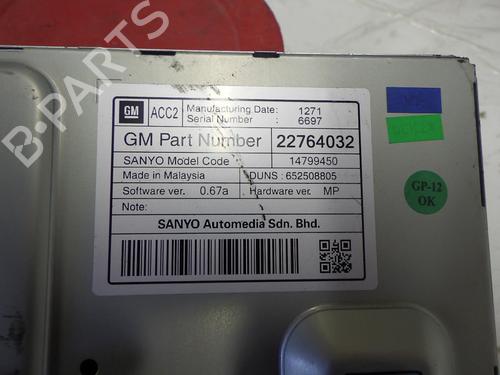 GM ACC2 Manufacturing Date: 1271
Serial Number : 6697
GM Part Number 22764032
SANYO Model Code 14799450
Made in Malaysia DUNS : 652508805
Software ver. 0.67a Hardware ver. MP
Note:
SANYO Automedia Sdn. Bhd.
GP-12
OK